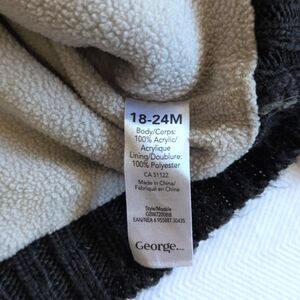 18-24M
Body/Corps:
100% Acrylic/
Acrylique
Lining/Doublure:
100% Polyester
CA 51122
Made in China/
Fabriqué en China
Style/Modèle
George